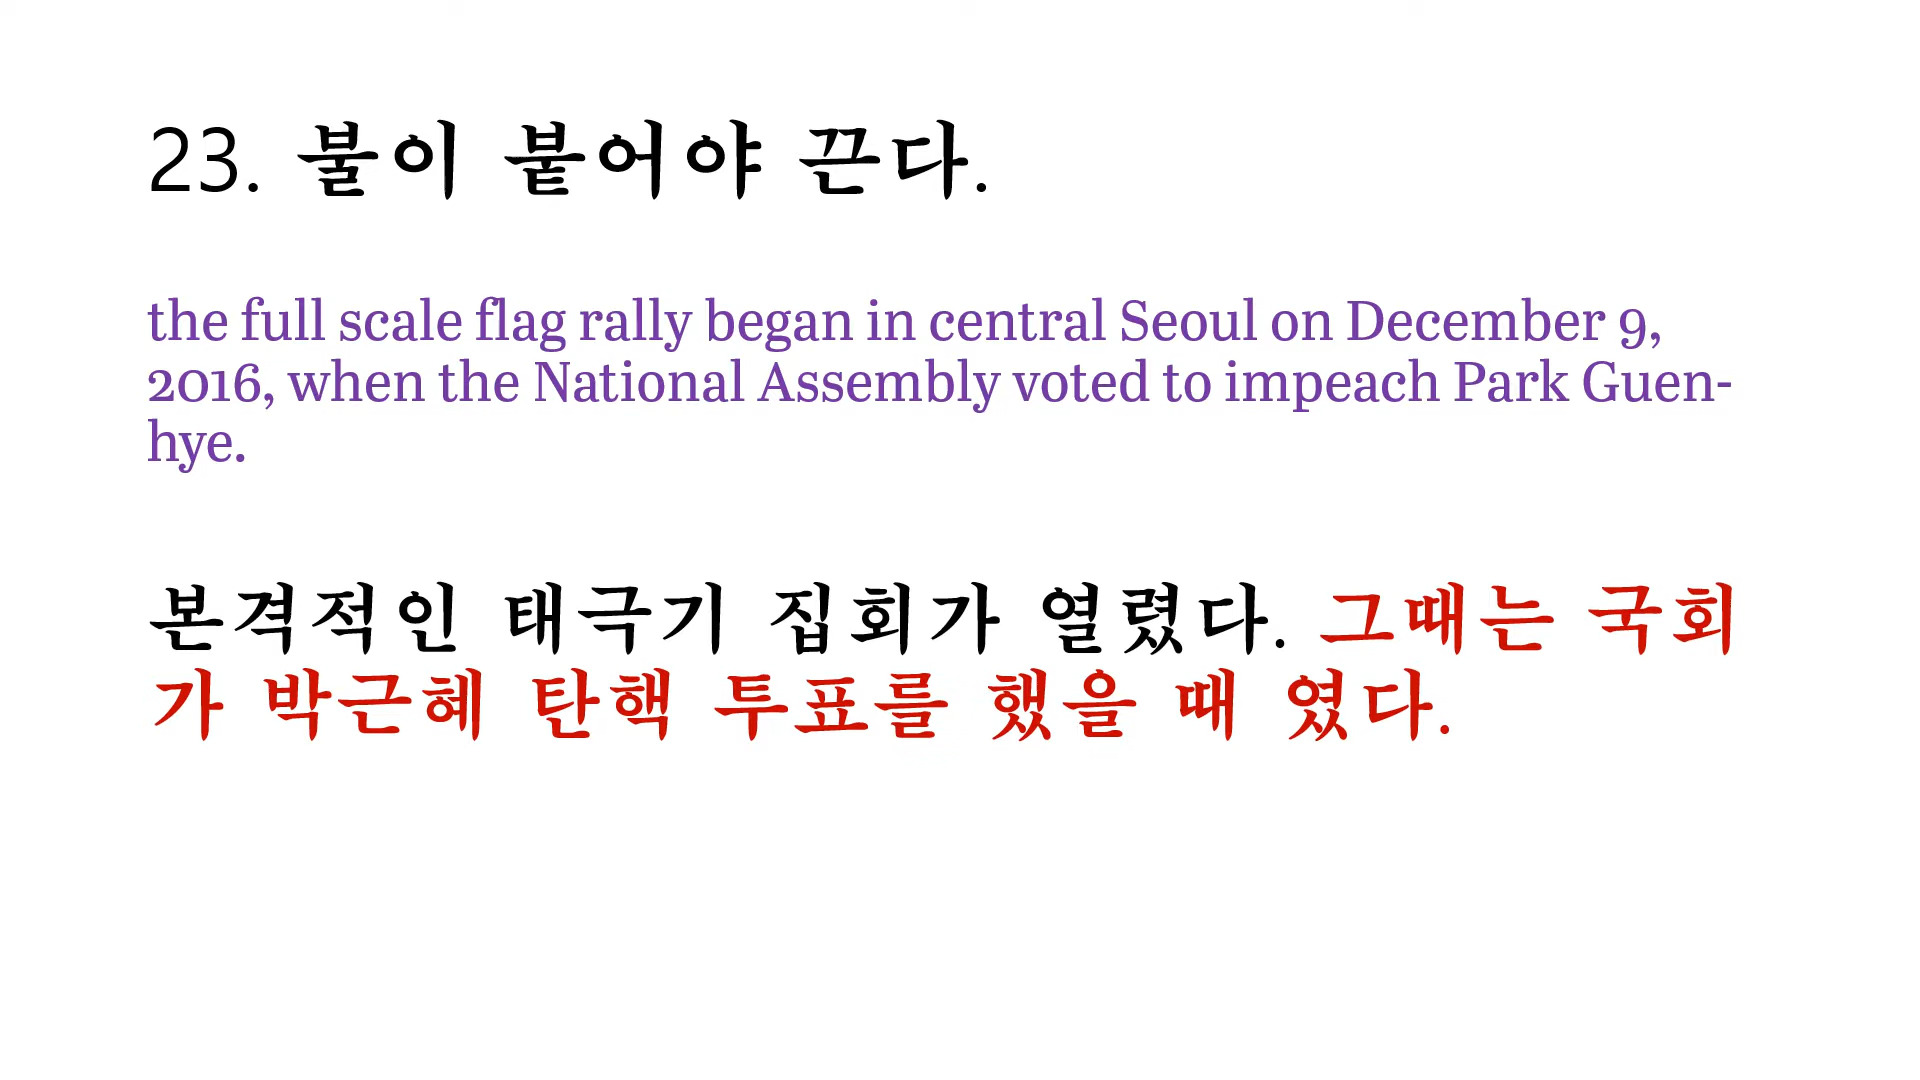 23. 불이 붙어야 끈다.
the full scale flag rally began in central Seoul on December 9,
2016, when the National Assembly voted to impeach Park Guen-
hye.
본격적인 태극기 집회가 열렸다. 그때는 국회
가 박근혜 탄핵 투표를 했을 때 였다.